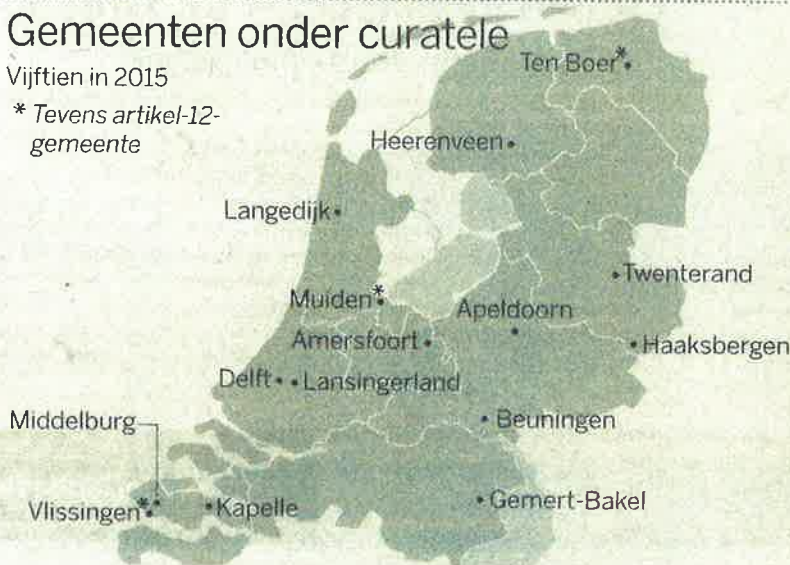 Gemeenten onder curatele
Vijftien in 2015
* Tevens artikel-12-
gemeente
Ten Boer*
Heerenveen
Langedijk
Twenterand
Muiden*
Apeldoorn
Amersfoort
Haaksbergen
Delft
Lansingerland
Middelburg
Beuningen
Vlissingen*
Kapelle
Gemert-Bakel